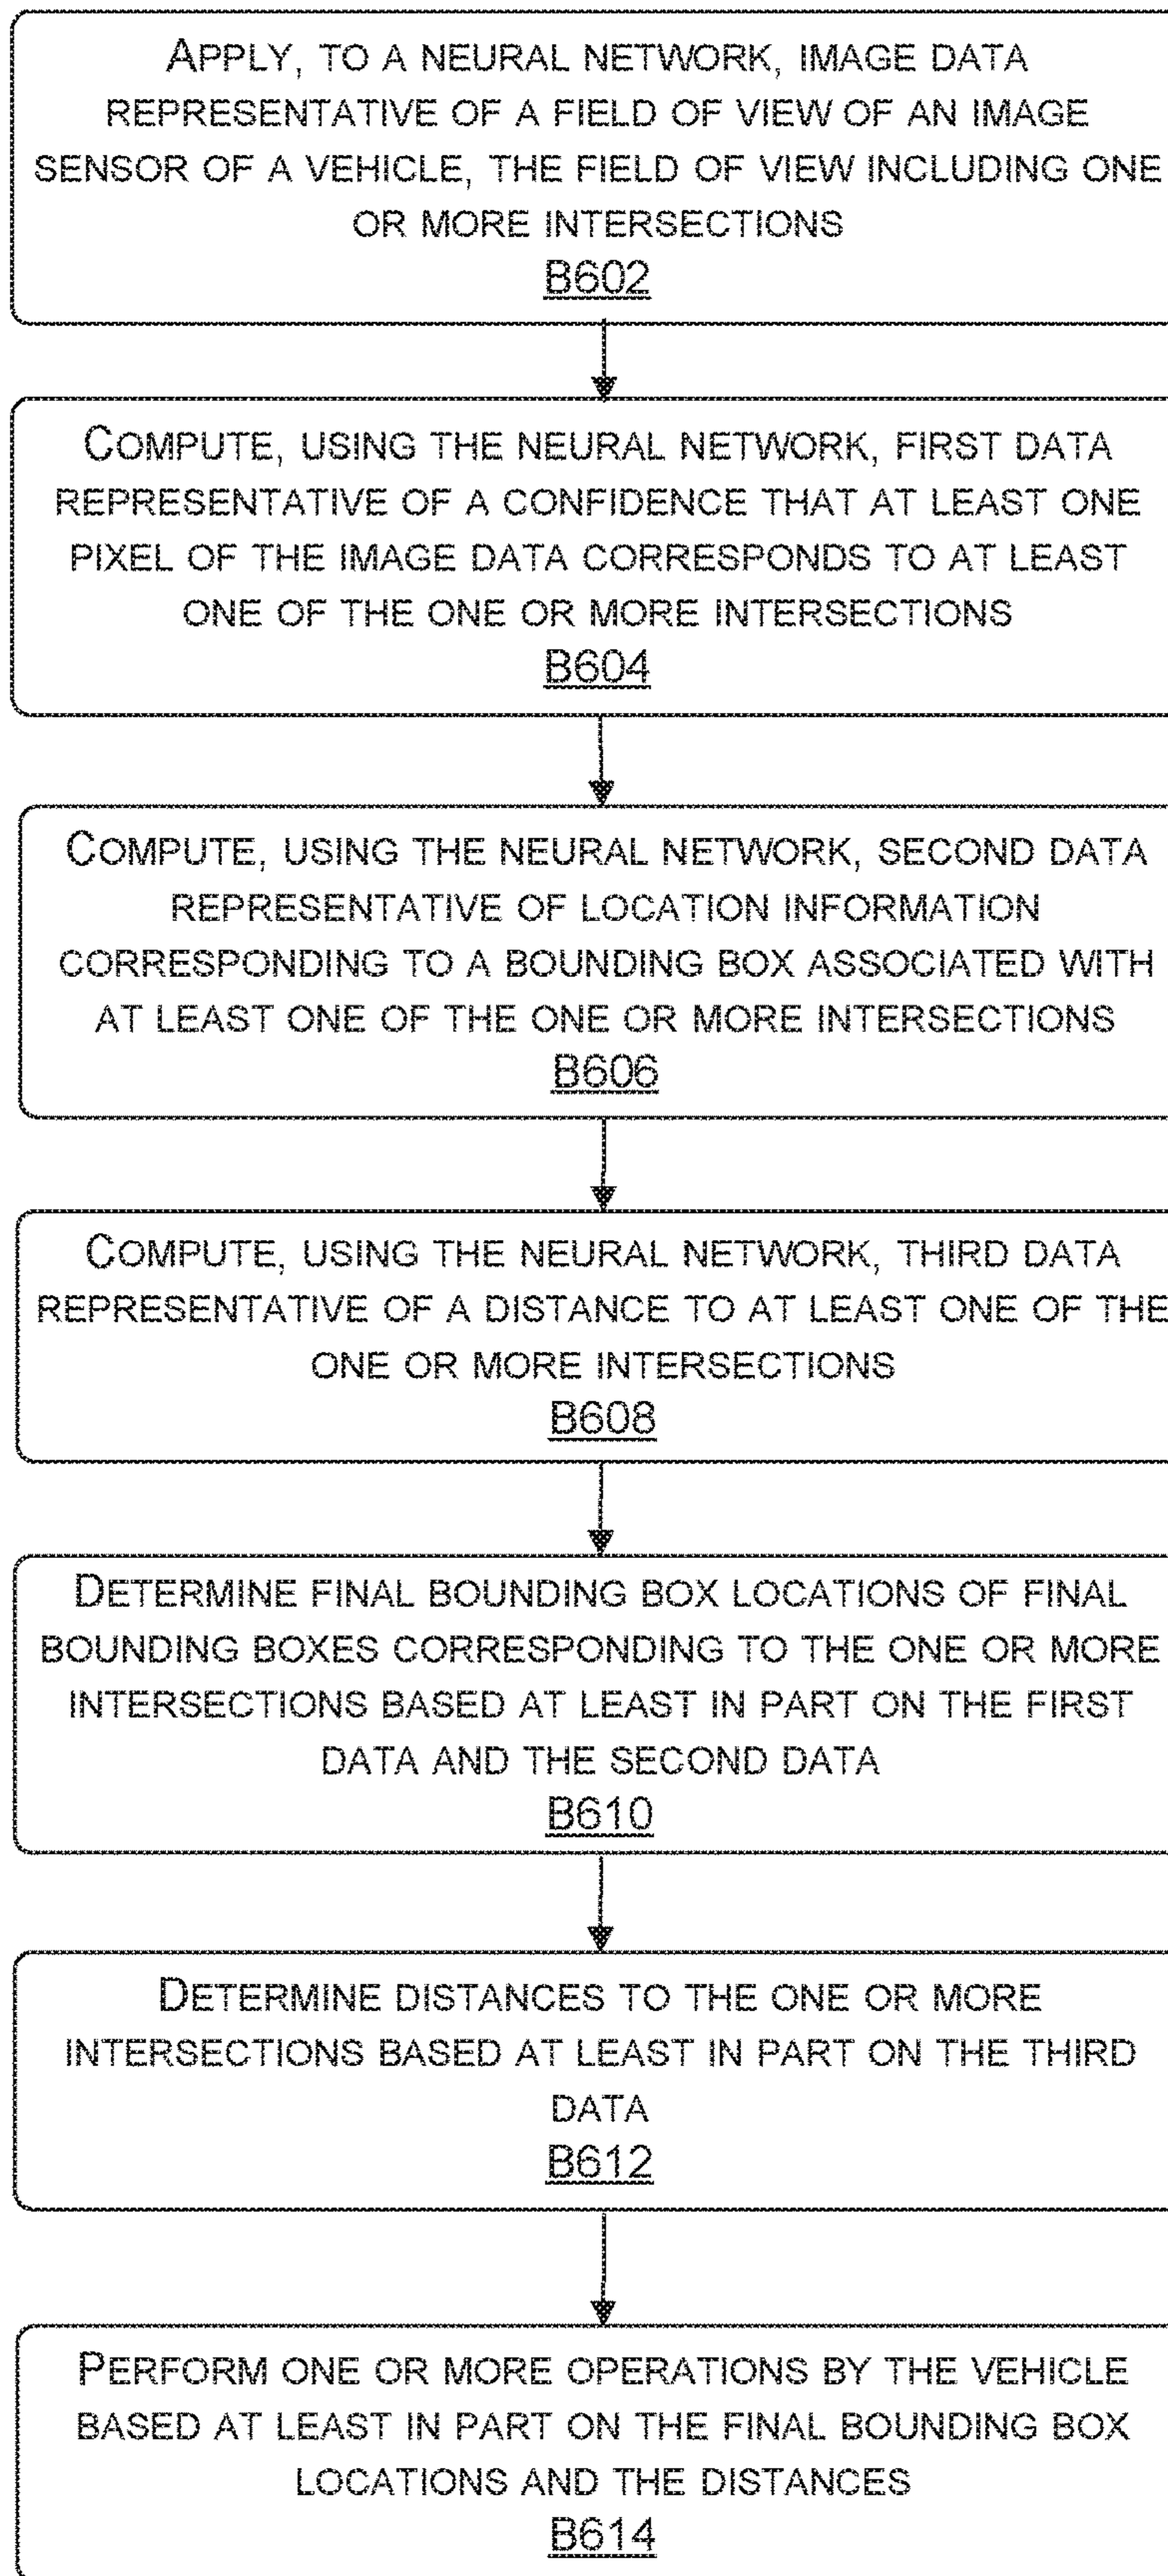 APPLY, TO A NEURAL NETWORK, IMAGE DATA
REPRESENTATIVE OF A FIELD OF VIEW OF AN IMAGE
SENSOR OF A VEHICLE, THE FIELD OF VIEW INCLUDING ONE
OR MORE INTERSECTIONS
B602
COMPUTE, USING THE NEURAL NETWORK, FIRST DATA
REPRESENTATIVE OF A CONFIDENCE THAT AT LEAST ONE
PIXEL OF THE IMAGE DATA CORRESPONDS TO AT LEAST
ONE OF THE ONE OR MORE INTERSECTIONS
B604
COMPUTE, USING THE NEURAL NETWORK, SECOND DATA
REPRESENTATIVE OF LOCATION INFORMATION
CORRESPONDING TO A BOUNDING BOX ASSOCIATED WITH
AT LEAST ONE OF THE ONE OR MORE INTERSECTIONS
B606
COMPUTE, USING THE NEURAL NETWORK, THIRD DATA
REPRESENTATIVE OF A DISTANCE TO AT LEAST ONE OF THE
ONE OR MORE INTERSECTIONS
B608
DETERMINE FINAL BOUNDING BOX LOCATIONS OF FINAL
BOUNDING BOXES CORRESPONDING TO THE ONE OR MORE
INTERSECTIONS BASED AT LEAST IN PART ON THE FIRST
DATA AND THE SECOND DATA
B610
DETERMINE DISTANCES TO THE ONE OR MORE
INTERSECTIONS BASED AT LEAST IN PART ON THE THIRD
DATA
B612
PERFORM ONE OR MORE OPERATIONS BY THE VEHICLE
BASED AT LEAST IN PART ON THE FINAL BOUNDING BOX
LOCATIONS AND THE DISTANCES
B614